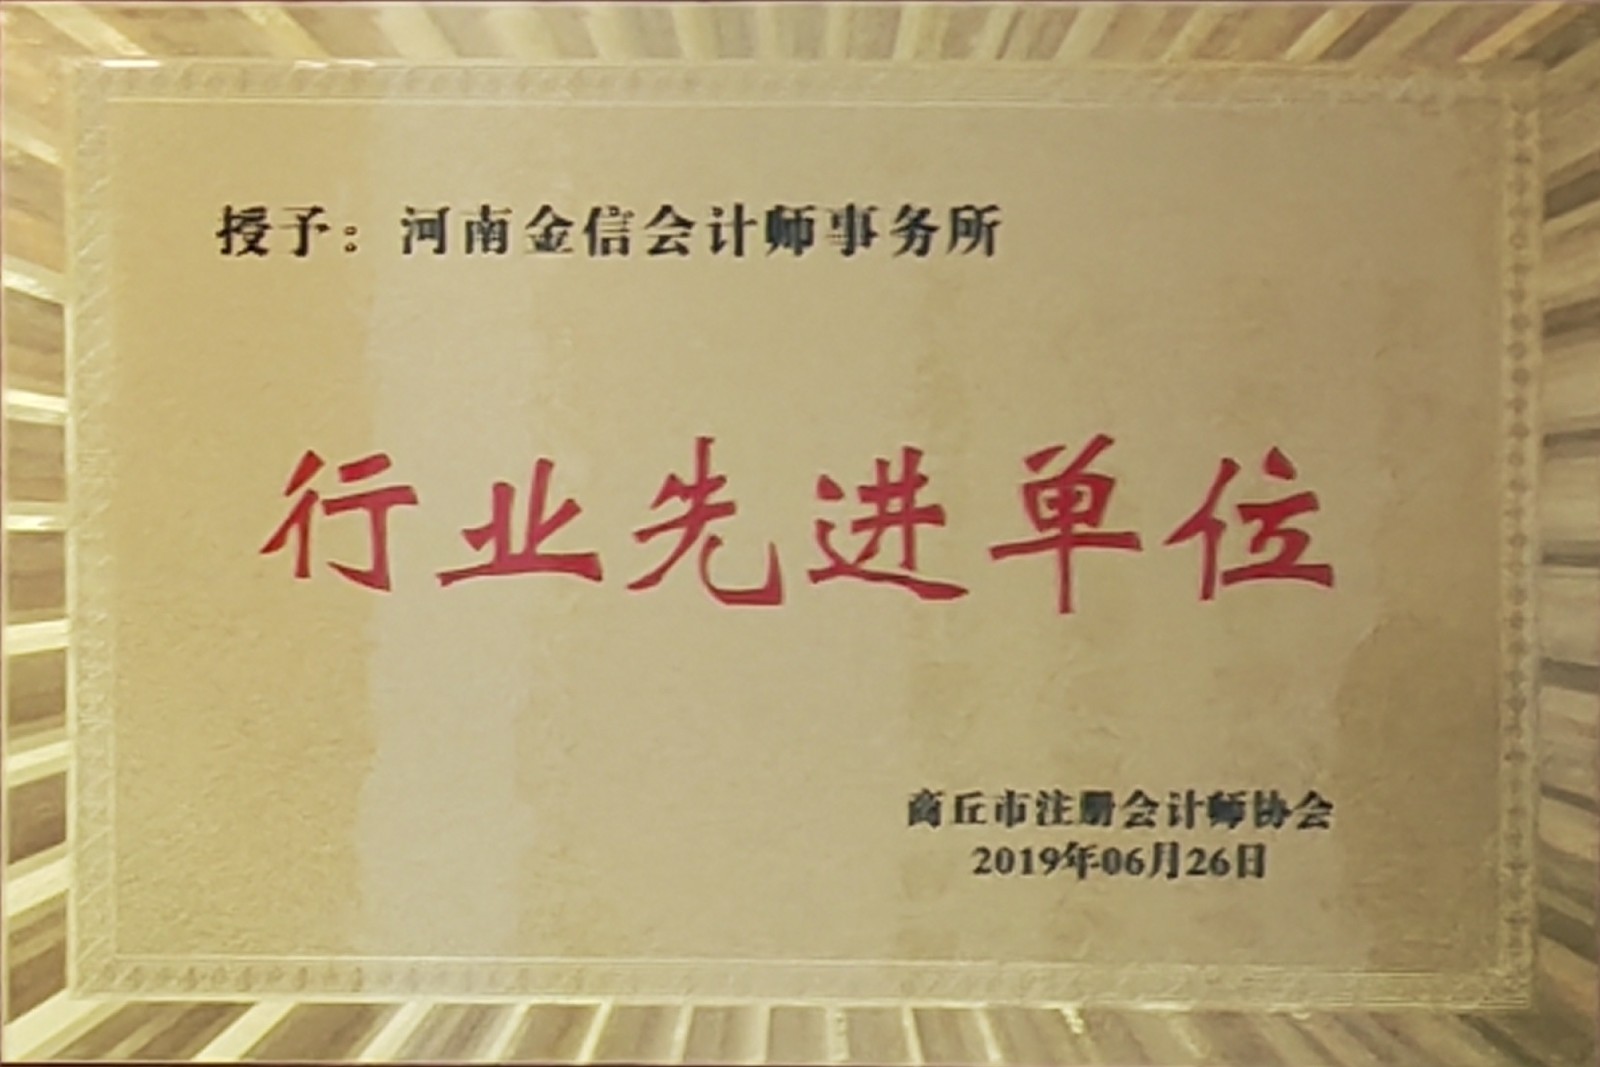 授予：河南金信会计师事务所
行业先进单位
商丘市注册会计师协会
2019年06月26日